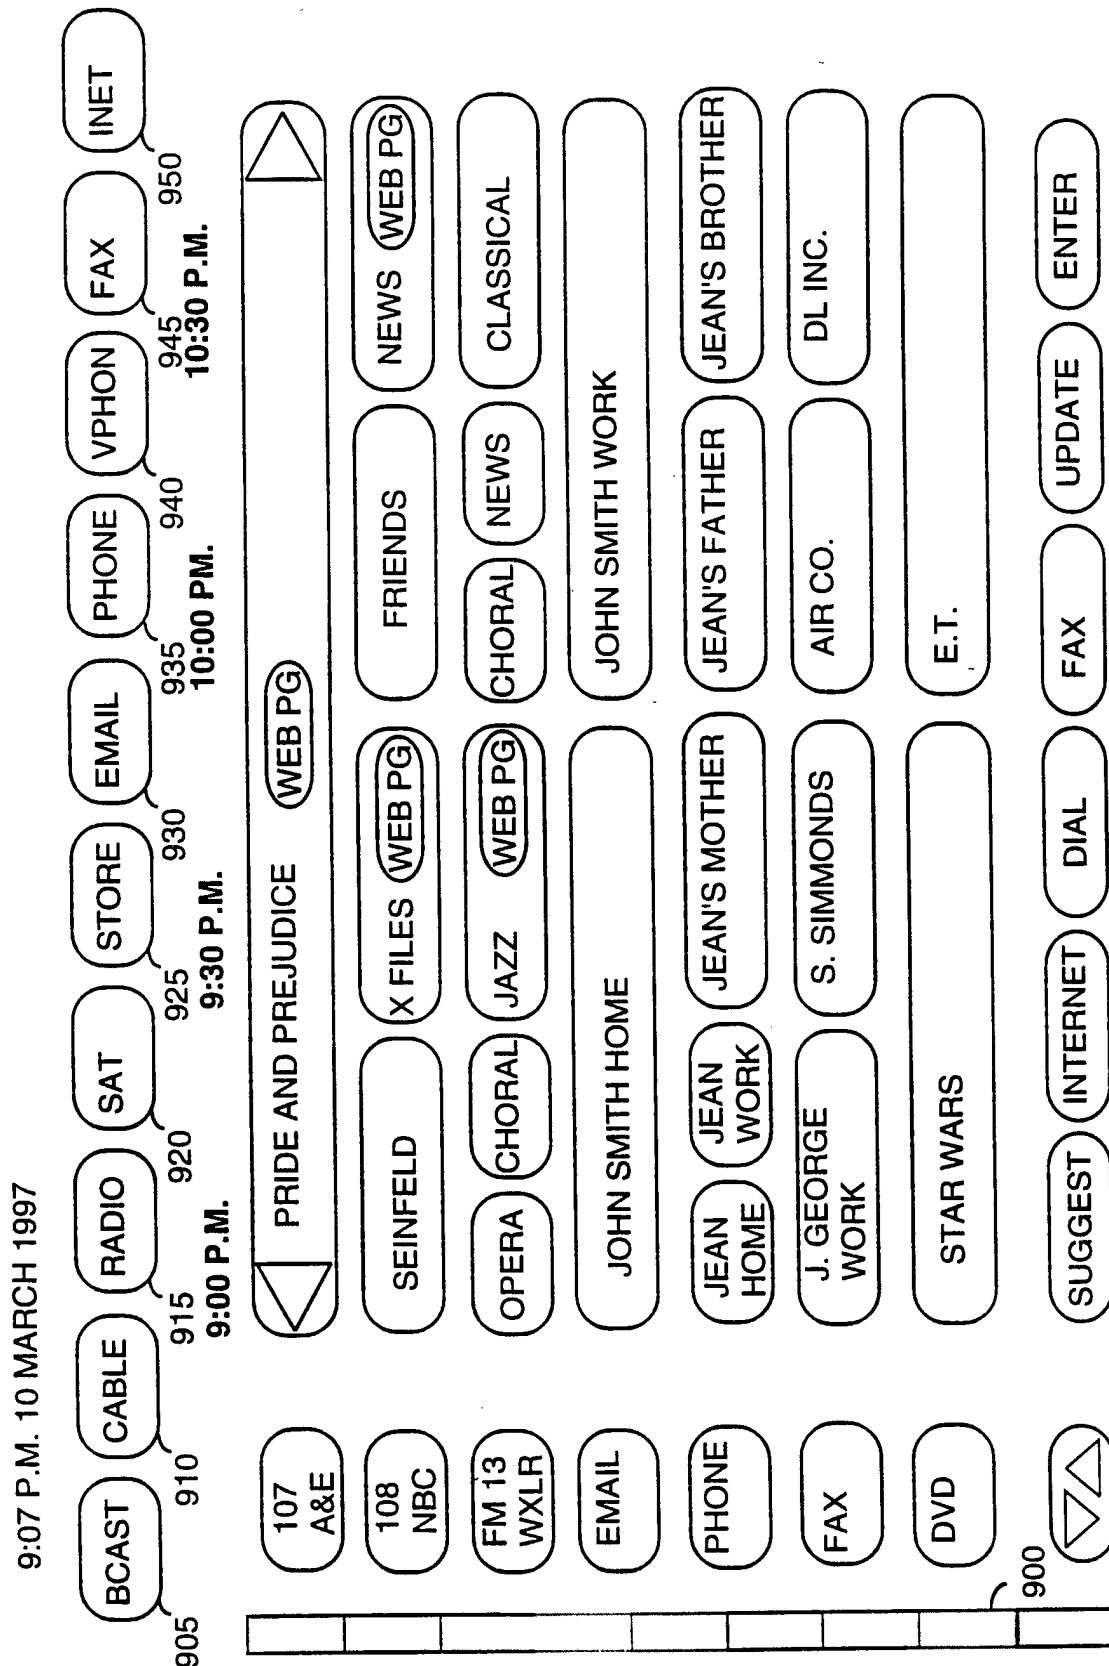 9:07 P.M. 10 MARCH 1997
BCAST CABLE RADIO SAT STORE EMAIL PHONE VPHON FAX INET
905 910 915 920 925 930 935 940 945 950
9:00 P.M. 9:30 P.M. 10:00 PM. 10:30 P.M.
107
A&E
PRIDE AND PREJUDICE WEB PG
108
NBC
SEINFELD X FILES WEB PG FRIENDS NEWS WEB PG
FM 13
WXLR
OPERA CHORAL JAZZ WEB PG CHORAL NEWS CLASSICAL
EMAIL JOHN SMITH HOME JOHN SMITH WORK
PHONE
JEAN
HOME
JEAN
WORK
JEAN'S MOTHER JEAN'S FATHER JEAN'S BROTHER
FAX
J. GEORGE
WORK
S. SIMMONDS AIR CO. DL INC.
DVD STAR WARS E.T.
900
SUGGEST INTERNET DIAL FAX UPDATE ENTER